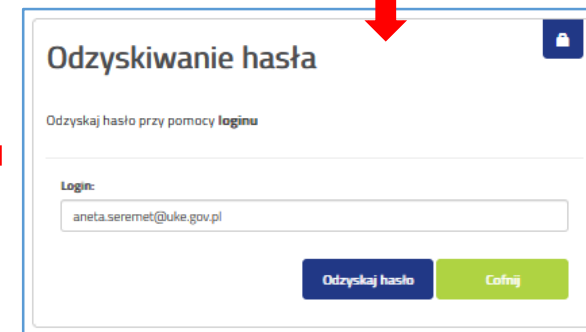 Odzyskiwanie hasła
Odzyskaj hasło przy pomocy loginu
Login:
aneta.seremet@uke.gov.pl
Odzyskaj hasło Cofnij